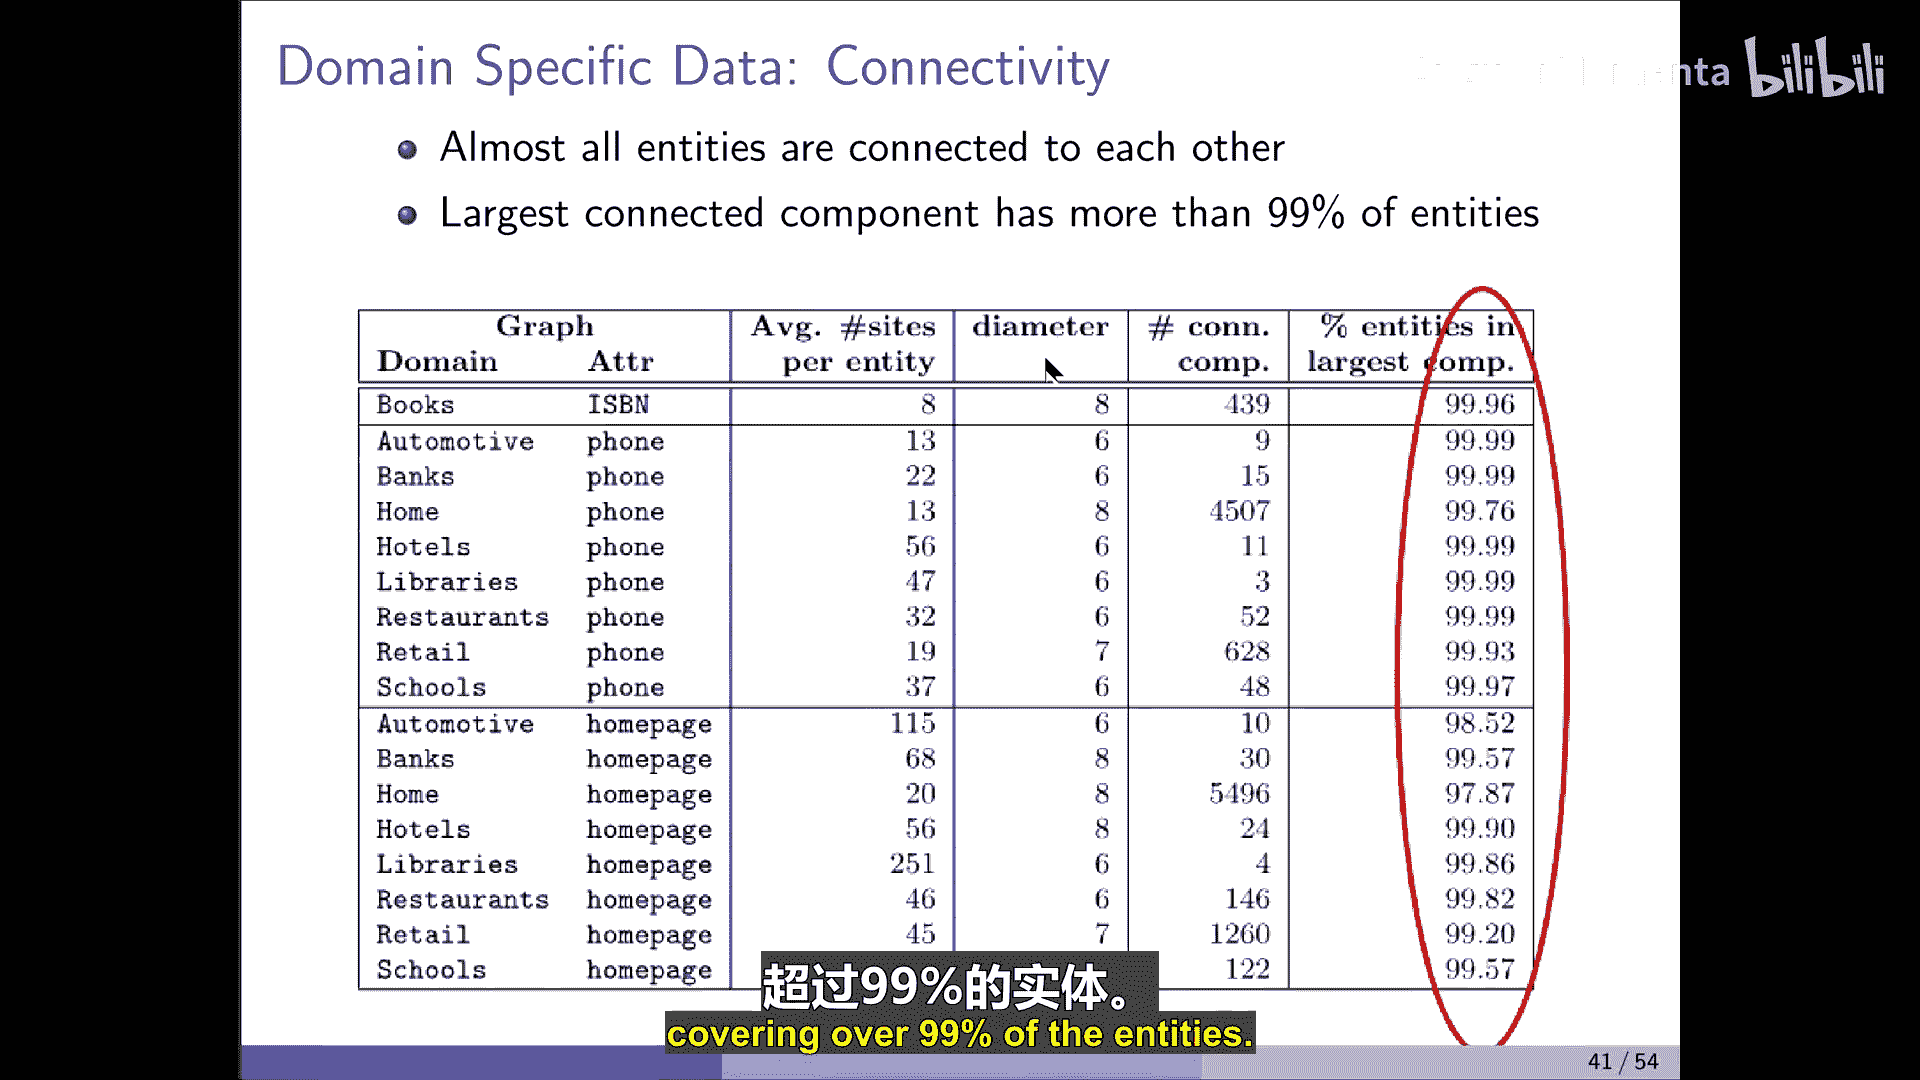 Domain Specific Data: Connectivity
nta bilibili
Almost all entities are connected to each other
Largest connected component has more than 99% of entities
Graph Avg. #sites diameter # conn. % entities in
Domain Attr per entity comp. largest comp.
Books ISBN 8 8 439 99.96
Automotive phone 13 6 9 99.99
Banks phone 22 6 15 99.99
Home phone 13 8 4507 99.76
Hotels phone 56 6 11 99.99
Libraries phone 47 6 3 99.99
Restaurants phone 32 6 52 99.99
Retail phone 19 7 628 99.93
Schools phone 37 6 48 99.97
Automotive homepage 115 6 10 98.52
Banks homepage 68 8 30 99.57
Home homepage 20 8 5496 97.87
Hotels homepage 56 8 24 99.90
Libraries homepage 251 6 4 99.86
Restaurants homepage 46 6 146 99.82
Retail homepage 45 7 1260 99.20
Schools homepage 122 99.57
超过99%的实体。
covering over 99% of the entities.
41 / 54